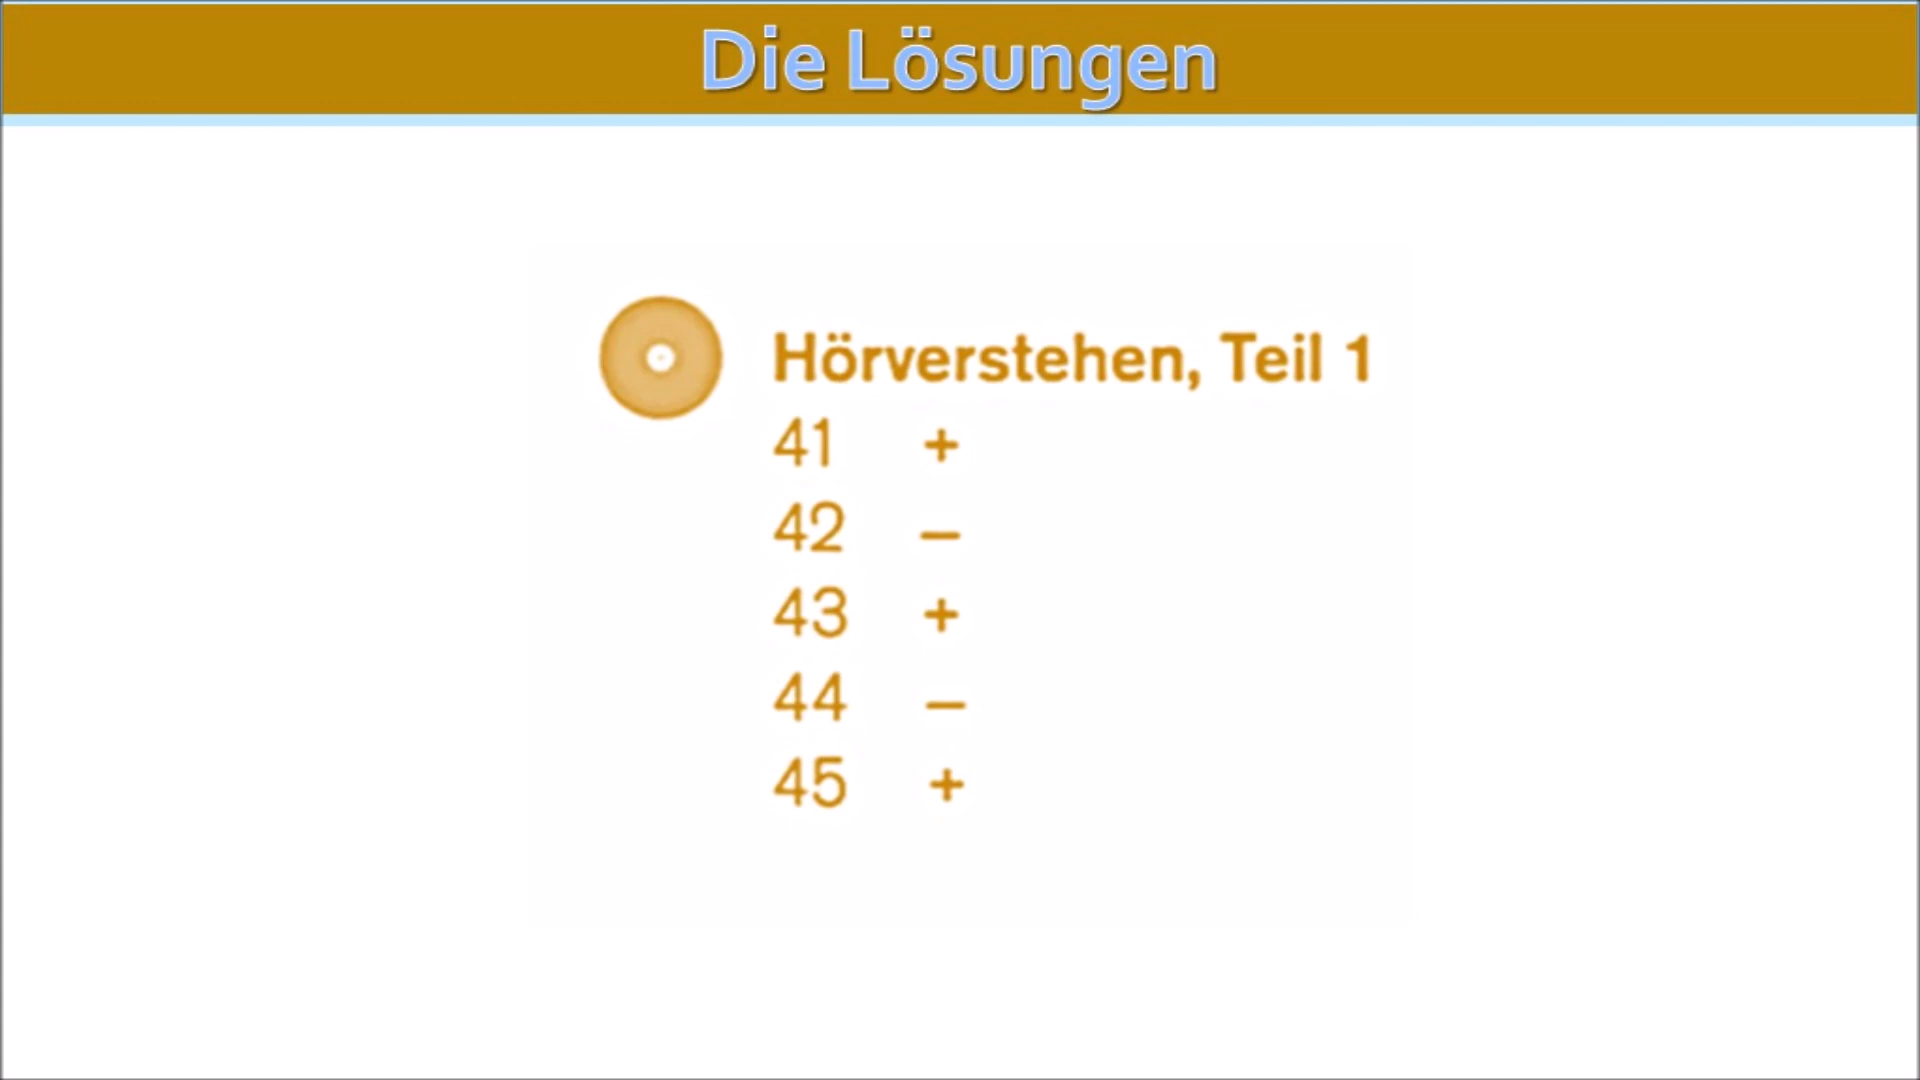 Die Lösungen
Hörverstehen, Teil 1
41 +
42 –
43 +
44 –
45 +